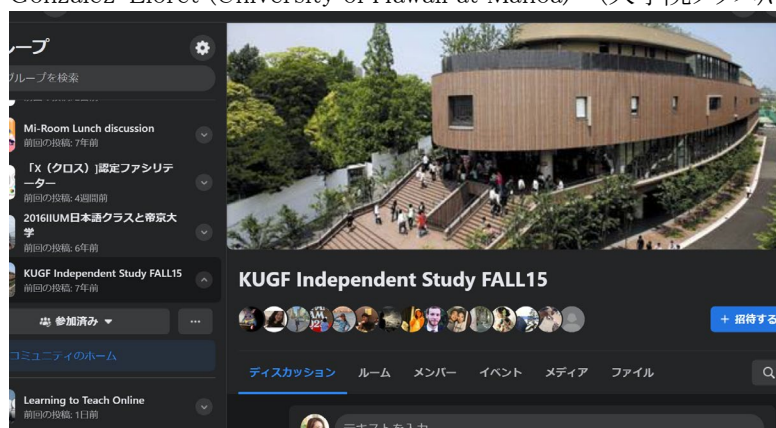 Gonzalez-Lloret (University of Hawaii at Manoa)
ループ
グループを検索
Mi-Room Lunch discussion
前回の投稿: 7年前
「X（クロス）]認定ファシリテ
ーター
前回の投稿: 4週間前
2016IIUM日本語クラスと帝京大
学
前回の投稿: 6年前
KUGF Independent Study FALL15
前回の投稿: 7年前
参加済み
コミュニティのホーム
Learning to Teach Online
前回の投稿: 1日前
KUGF Independent Study FALL15
+ 招待する
ディスカッション ルーム メンバー イベント メディア ファイル
テキストを入力